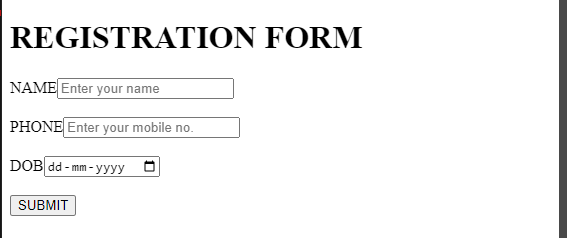 REGISTRATION FORM
NAME Enter your name
PHONE Enter your mobile no.
DOB dd-mm-yyyy
SUBMIT